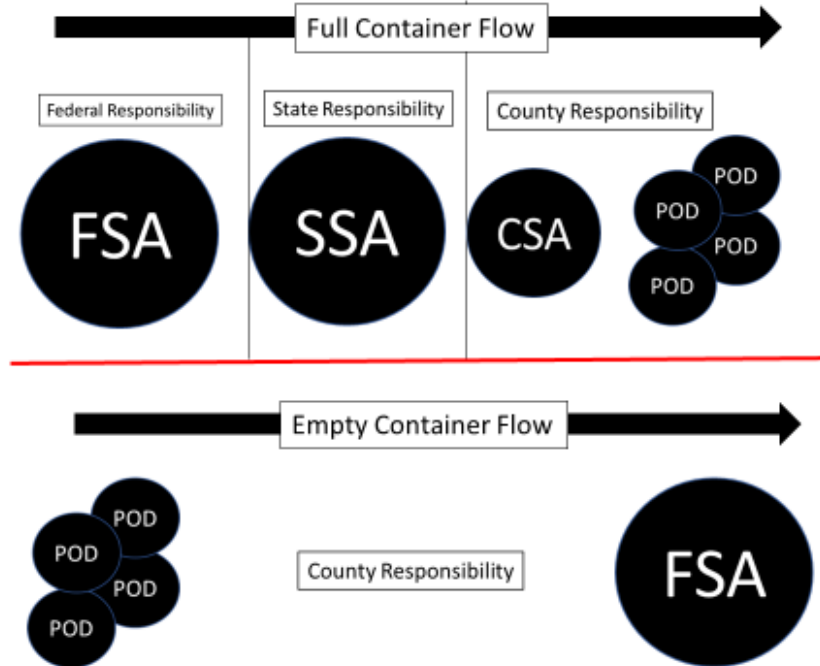 Full Container Flow
Federal Responsibility
State Responsibility
County Responsibility
FSA
SSA
CSA
POD
POD
POD
POD
Empty Container Flow
POD
POD
POD
POD
County Responsibility
FSA